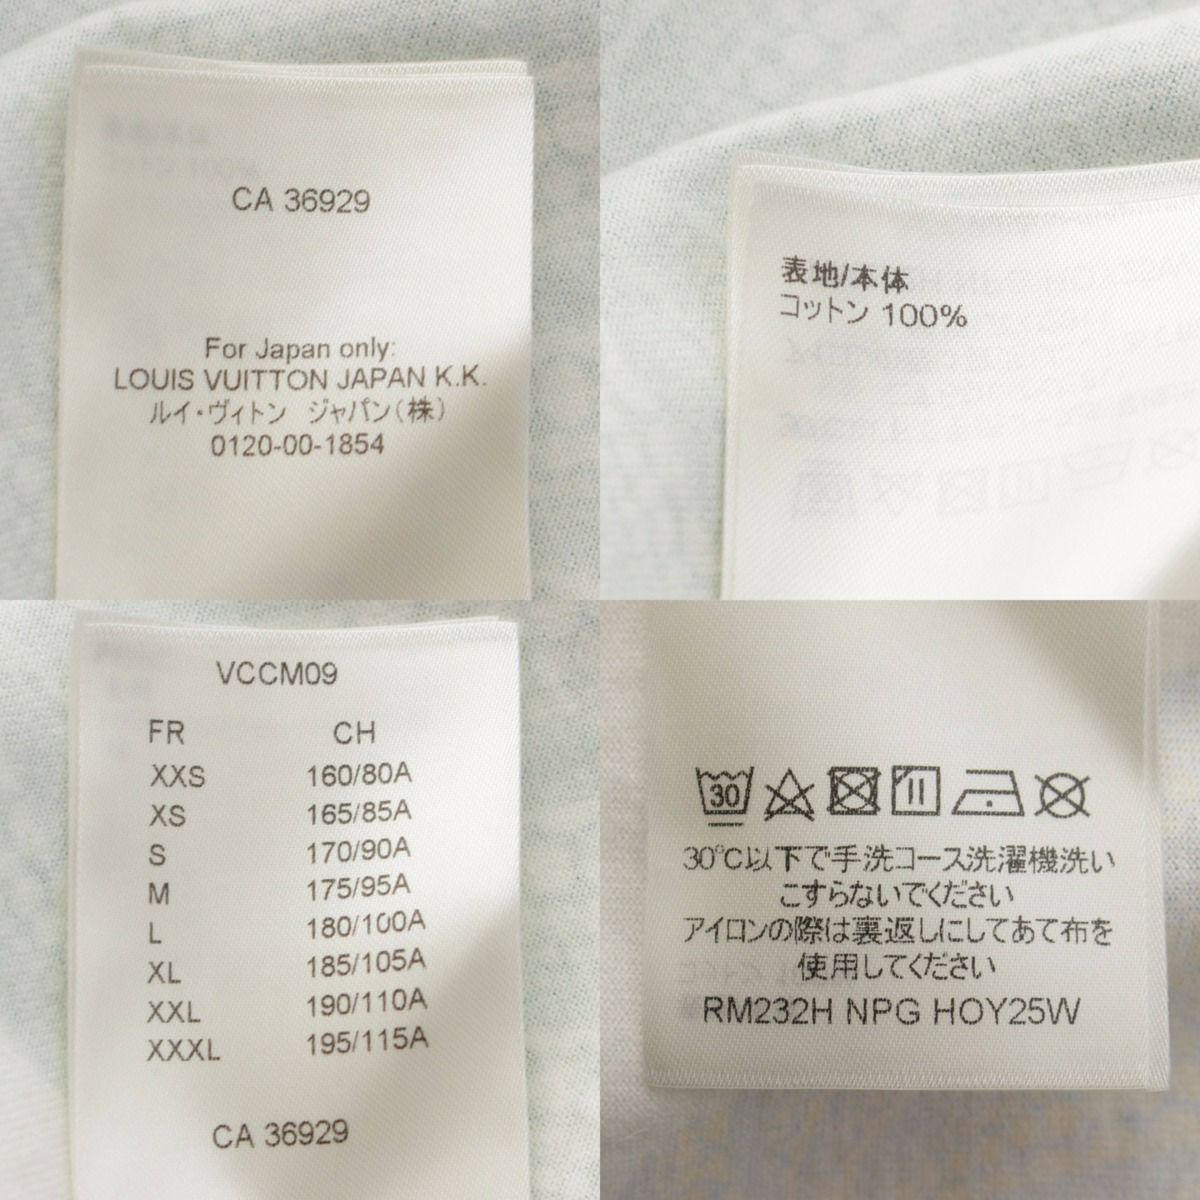 CA 36929
For Japan only:
LOUIS VUITTON JAPAN K.K.
ルイ・ヴィトン ジャパン(株)
0120-00-1854
表地/本体
コットン 100%
VCCM09
FR CH
XXS 160/80A
XS 165/85A
S 170/90A
M 175/95A
L 180/100A
XL 185/105A
XXL 190/110A
XXXL 195/115A
CA 36929
30
30°C以下で手洗コース洗濯機洗い
こすらないでください
アイロンの際は裏返しにしてあて布を
使用してください
RM232H NPG HOY25W